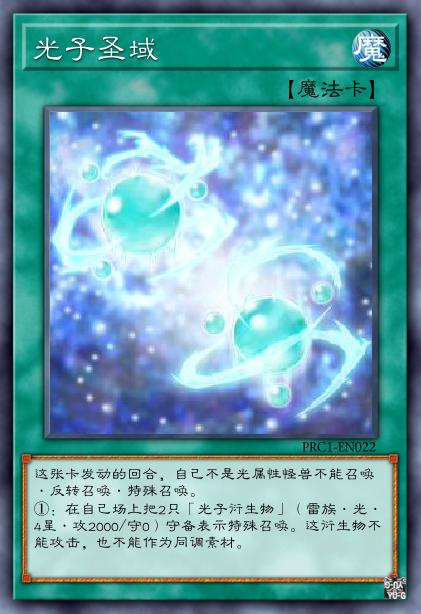 光子圣域
魔
【魔法卡】
PRC1-EN022
这张卡发动的回合，自己不是光属性怪兽不能召唤
·反转召唤·特殊召唤。
①：在自己场上把2只「光子衍生物」（雷族·光·
4星·攻2000/守0）守备表示特殊召唤。这衍生物不
能攻击，也不能作为同调素材。